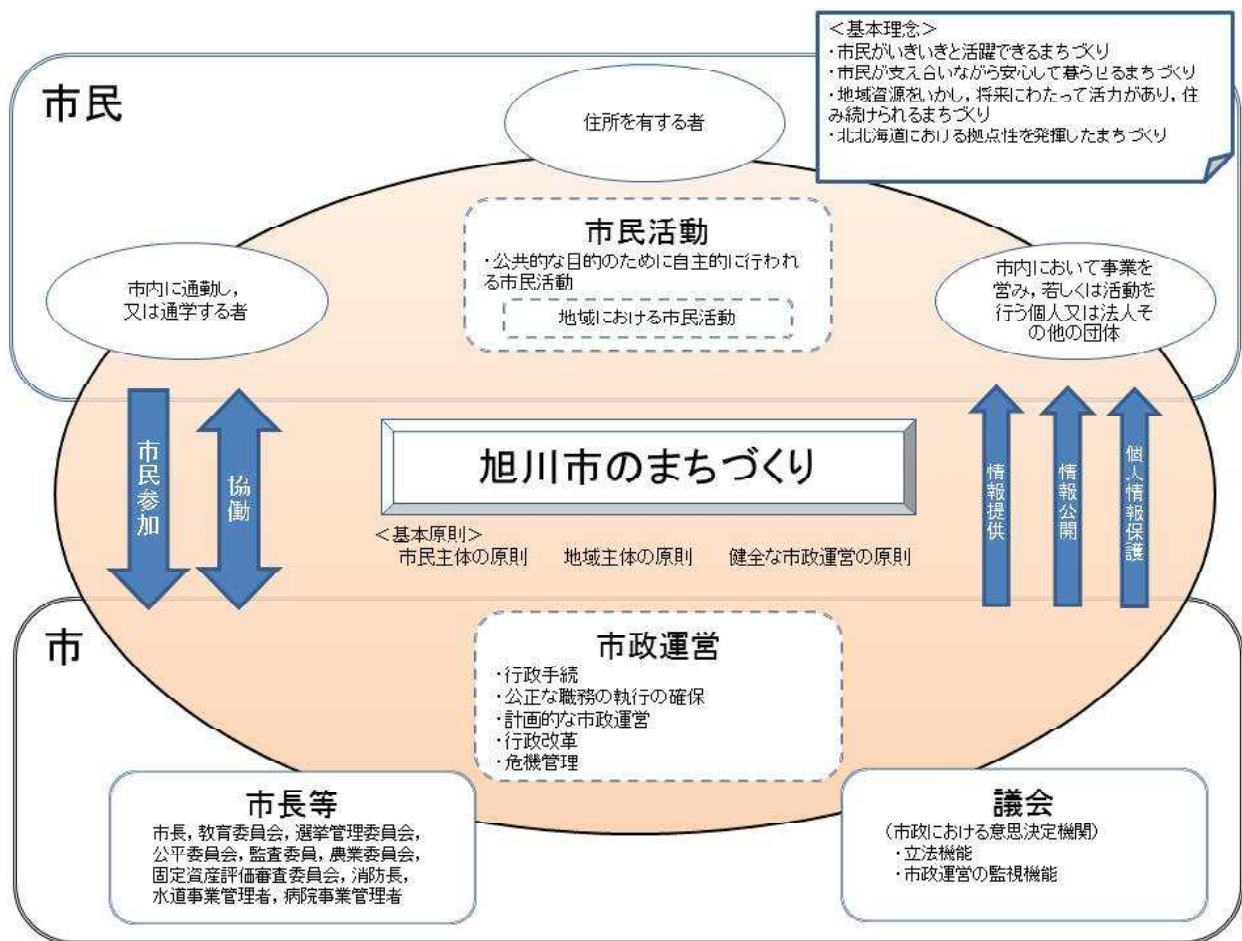 ＜基本理念＞
・市民がいきいきと活躍できるまちづくり
・市民が支え合いながら安心して暮らせるまちづくり
・地域資源をいかし，将来にわたって活力があり，住
み続けられるまちづくり
・北北海道における拠点性を発揮したまちづくり
市民
住所を有する者
市民活動
・公共的な目的のために自主的に行われ
る市民活動
地域における市民活動
市内に通勤し，
又は通学する者
市内において事業を
営み，若しくは活動を
行う個人又は法人そ
の他の団体
市民参加
協働
旭川市のまちづくり
＜基本原則＞
市民主体の原則　地域主体の原則　健全な市政運営の原則
情報提供
情報公開
個人情報保護
市
市政運営
・行政手続
・公正な職務の執行の確保
・計画的な市政運営
・行政改革
・危機管理
市長等
市長，教育委員会，選挙管理委員会，
公平委員会，監査委員，農業委員会，
固定資産評価審査委員会，消防長，
水道事業管理者，病院事業管理者
議会
（市政における意思決定機関）
・立法機能
・市政運営の監視機能